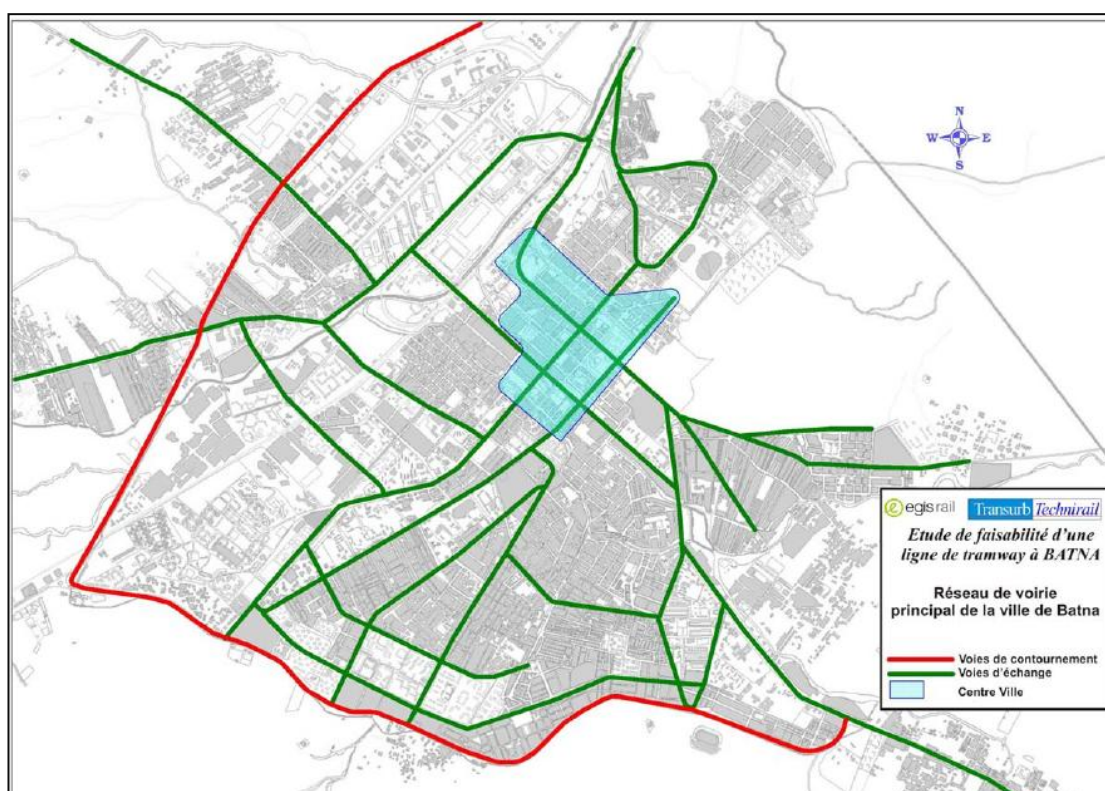 N
W E
S
egisrail Transurb Technirail
Etude de faisabilité d'une
ligne de tramway à BATNA
Réseau de voirie
principal de la ville de Batna
Voies de contournement
Voies d'échange
Centre Ville